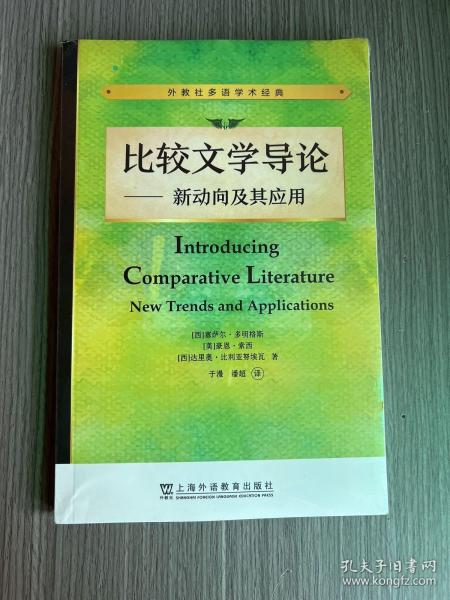 外教社多语学术经典
比较文学导论
——新动向及其应用
Introducing
Comparative Literature
New Trends and Applications
[西]塞萨尔·多明格斯
[美]豪恩·索西
[西]达里奥·比利亚努埃瓦 著
于漫 潘超 译
W 外教社 上海外语教育出版社
SHANGHAI FOREIGN LANGUAGE EDUCATION PRESS
孔夫子旧书网
www.kongfz.com